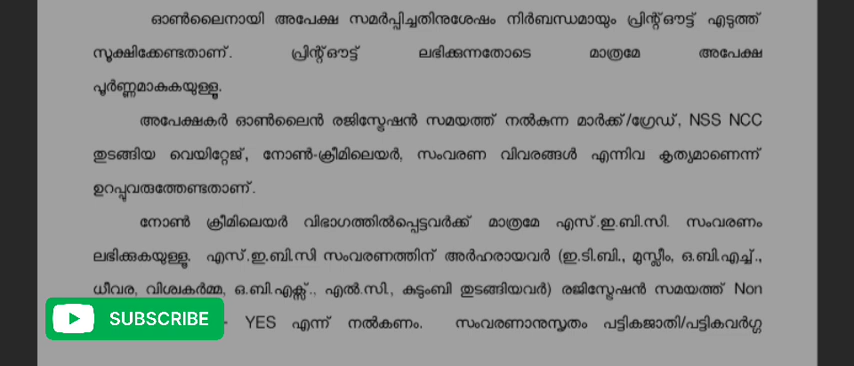 ഓൺലൈനായി അപേക്ഷ സമർപ്പിച്ചതിനുശേഷം നിർബന്ധമായും പ്രിന്റ്ഔട്ട് എടുത്ത്
സൂക്ഷിക്കേണ്ടതാണ്. പ്രിന്റ്ഔട്ട് ലഭിക്കുന്നതോടെ മാത്രമേ അപേക്ഷ
പൂർണ്ണമാകുകയുള്ളൂ.
അപേക്ഷകർ ഓൺലൈൻ രജിസ്ട്രേഷൻ സമയത്ത് നൽകുന്ന മാർക്ക്/ഗ്രേഡ്, NSS NCC
തുടങ്ങിയ വെയിറ്റേജ്, നോൺ-ക്രീമിലെയർ, സംവരണ വിവരങ്ങൾ എന്നിവ കൃത്യമാണെന്ന്
ഉറപ്പുവരുത്തേണ്ടതാണ്.
നോൺ ക്രീമിലെയർ വിഭാഗത്തിൽപ്പെട്ടവർക്ക് മാത്രമേ എസ്.ഇ.ബി.സി. സംവരണം
ലഭിക്കുകയുള്ളൂ. എസ്.ഇ.ബി.സി സംവരണത്തിന് അർഹരായവർ (ഇ.ടി.ബി., മുസ്ലീം, ഒ.ബി.എച്ച്.,
ധീവര, വിശ്വകർമ്മ, ഒ.ബി.എക്സ്., എൽ.സി., കുടുംബി തുടങ്ങിയവർ) രജിസ്ട്രേഷൻ സമയത്ത് Non
- YES എന്ന് നൽകണം. സംവരണാനുസൃതം പട്ടികജാതി/പട്ടികവർഗ്ഗ
SUBSCRIBE